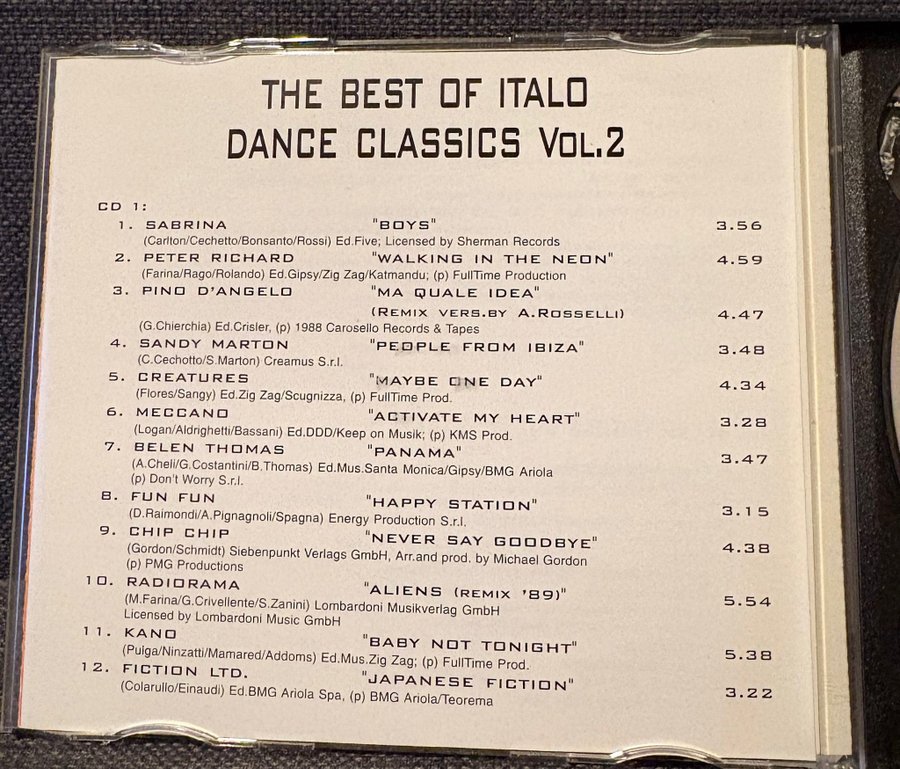 THE BEST OF ITALO
DANCE CLASSICS VOL.2
CD 1:
1. SABRINA "BOYS" 3.56
(Carlton/Cechetto/Bonsanto/Rossi) Ed.Five; Licensed by Sherman Records
2. PETER RICHARD "WALKING IN THE NEON" 4.59
(Farina/Rago/Rolando) Ed.Gipsy/Zig Zag/Katmandu; (p) FullTime Production
3. PINO D'ANGELO "MA QUALE IDEA"
(REMIX VERS.BY A.ROSSELLI) 4.47
(G.Chierchia) Ed.Crisler, (p) 1988 Carosello Records & Tapes
4. SANDY MARTON "PEOPLE FROM IBIZA" 3.48
(C.Cechotto/S.Marton) Creamus S.r.l.
5. CREATURES "MAYBE ONE DAY" 4.34
(Flores/Sangy) Ed.Zig Zag/Scugnizza, (p) FullTime Prod.
6. MECCANO "ACTIVATE MY HEART" 3.28
(Logan/Aldrighetti/Bassani) Ed.DDD/Keep on Musik; (p) KMS Prod.
7. BELEN THOMAS "PANAMA" 3.47
(A.Cheli/G.Costantini/B.Thomas) Ed.Mus.Santa Monica/Gipsy/BMG Ariola
(p) Don't Worry S.r.l.
8. FUN FUN "HAPPY STATION" 3.15
(D.Raimondi/A.Pignagnoli/Spagna) Energy Production S.r.l.
9. CHIP CHIP "NEVER SAY GOODBYE" 4.38
(Gordon/Schmidt) Siebenpunkt Verlags GmbH, Arr.and prod. by Michael Gordon
(p) PMG Productions
10. RADIORAMA "ALIENS (REMIX '89)" 5.54
(M.Farina/G.Crivellente/S.Zanini) Lombardoni Musikverlag GmbH
Licensed by Lombardoni Music GmbH
11. KANO "BABY NOT TONIGHT" 5.38
(Pulga/Ninzatti/Mamared/Addoms) Ed.Mus.Zig Zag; (p) FullTime Prod.
12. FICTION LTD. "JAPANESE FICTION" 3.22
(Colarullo/Einaudi) Ed.BMG Ariola Spa, (p) BMG Ariola/Teorema